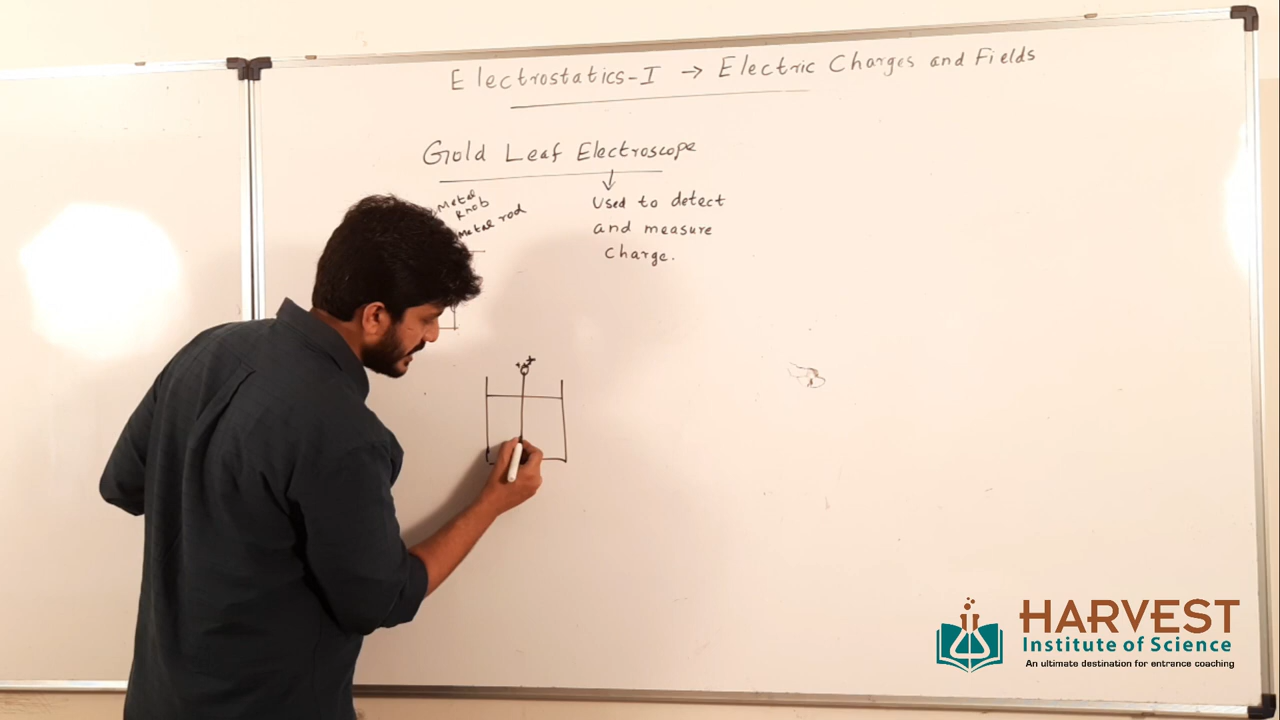 Electrostatics-I → Electric Charges and Fields
Gold Leaf Electroscope
Metal
Knob
Metal rod
Used to detect
and measure
Charge.
HARVEST
Institute of Science
An ultimate destination for entrance coaching